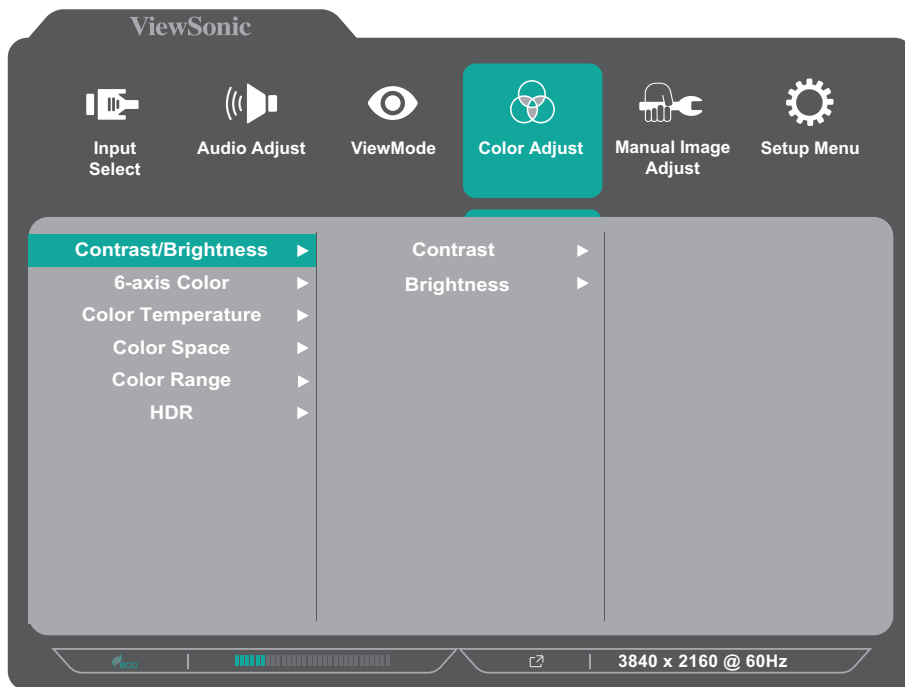 ViewSonic
Input
Select
Audio Adjust
ViewMode
Color Adjust
Manual Image
Adjust
Setup Menu
Contrast/Brightness
Contrast
6-axis Color
Brightness
Color Temperature
Color Space
Color Range
HDR
eco
3840 x 2160 @ 60Hz